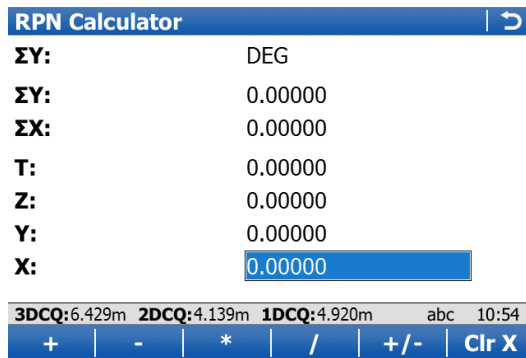 RPN Calculator
ΣY: DEG
ΣY: 0.00000
ΣX: 0.00000
T: 0.00000
Z: 0.00000
Y: 0.00000
X: 0.00000
3DCQ:6.429m 2DCQ:4.139m 1DCQ:4.920m abc 10:54
+ - * / +/- Clr X